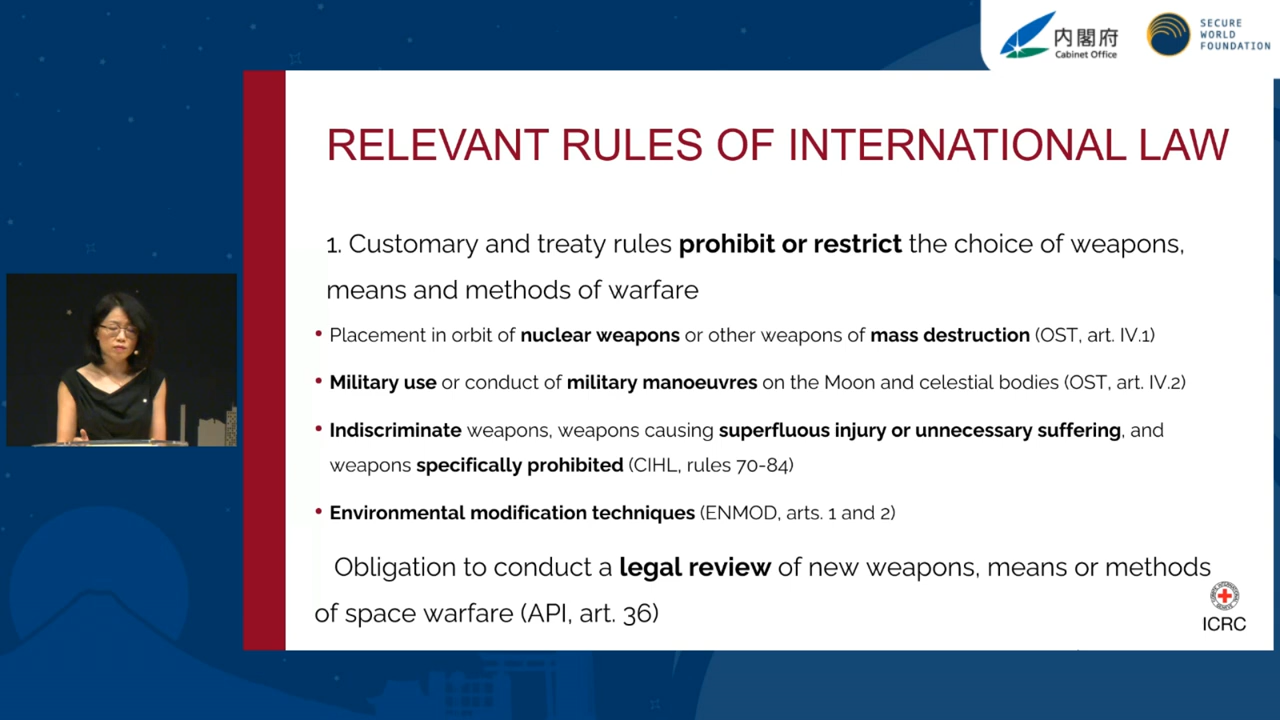 内閣府
Cabinet Office
SECURE
WORLD
FOUNDATION
RELEVANT RULES OF INTERNATIONAL LAW
1. Customary and treaty rules prohibit or restrict the choice of weapons,
means and methods of warfare
• Placement in orbit of nuclear weapons or other weapons of mass destruction (OST, art. IV.1)
• Military use or conduct of military manoeuvres on the Moon and celestial bodies (OST, art. IV.2)
• Indiscriminate weapons, weapons causing superfluous injury or unnecessary suffering, and
weapons specifically prohibited (CIHL, rules 70-84)
• Environmental modification techniques (ENMOD, arts. 1 and 2)
Obligation to conduct a legal review of new weapons, means or methods
of space warfare (API, art. 36)
ICRC